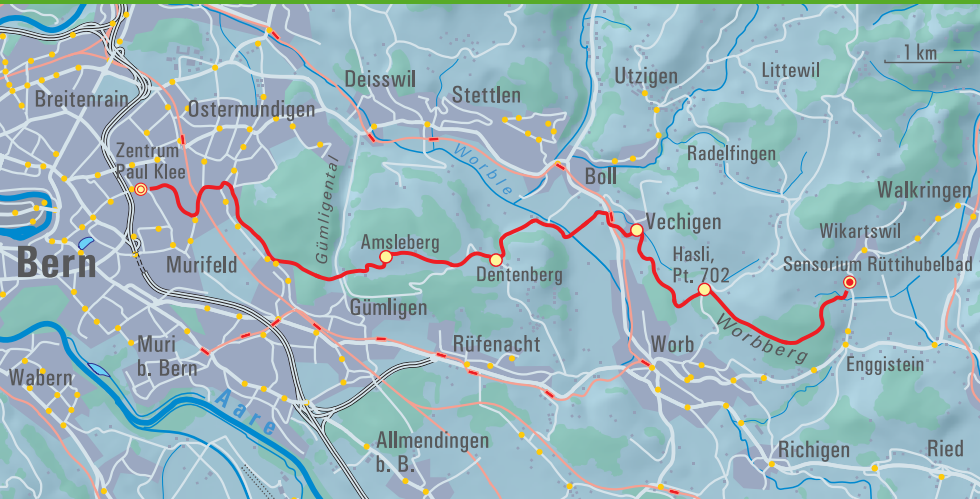 1 km
Deisswil
Utzigen
Littewil
Breitenrain
Stettlen
Ostermundigen
Zentrum
Paul Klee
Worble
Radelfingen
Boll
Gümligental
Walkringen
Vechigen
Wikartswil
Amsleberg
Bern
Murifeld
Dentenberg
Hasli,
Pt. 702
Sensorium Rüttihubelbad
Gümligen
Worbberg
Muri
b. Bern
Rüfenacht
Worb
Enggistein
Wabern
Aare
Allmendingen
b. B.
Richigen
Ried